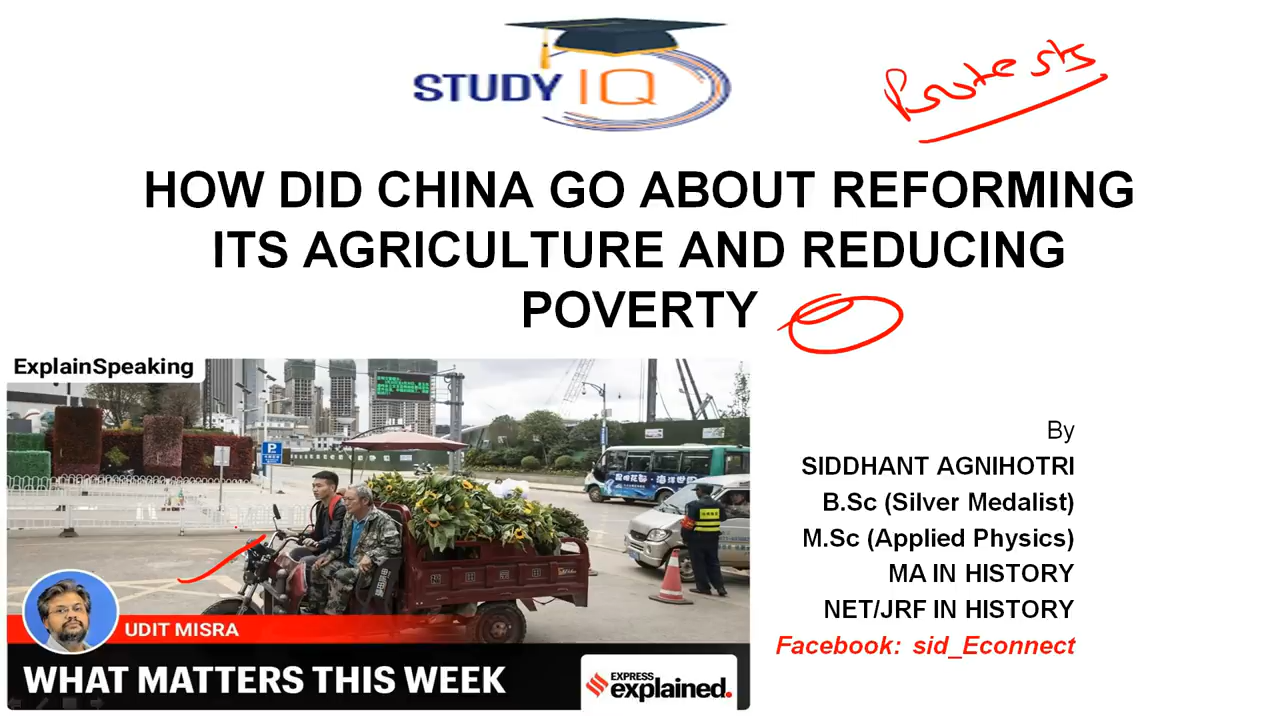 STUDY IQ
Protests
HOW DID CHINA GO ABOUT REFORMING
ITS AGRICULTURE AND REDUCING
POVERTY
ExplainSpeaking
P
By
SIDDHANT AGNIHOTRI
B.Sc (Silver Medalist)
M.Sc (Applied Physics)
MA IN HISTORY
NET/JRF IN HISTORY
Facebook: sid_Econnect
UDIT MISRA
WHAT MATTERS THIS WEEK
EXPRESS
explained.